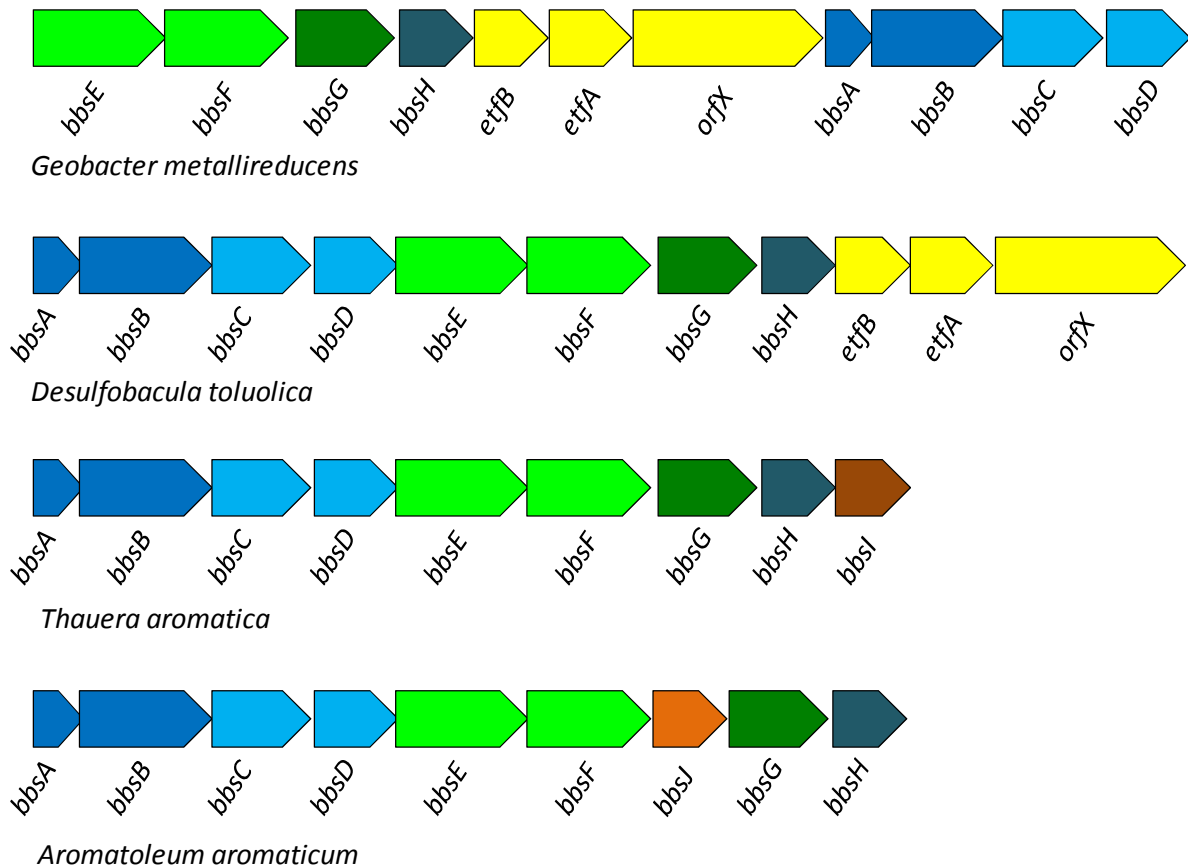 bbsE bbsF bbsG bbsH etfB etfA orfX bbsA bbsB bbsC bbsD
Geobacter metallireducens
bbsA bbsB bbsC bbsD bbsE bbsF bbsG bbsH etfB etfA orfX
Desulfobacula toluolica
bbsA bbsB bbsC bbsD bbsE bbsF bbsG bbsH bbsI
Thauera aromatica
bbsA bbsB bbsC bbsD bbsE bbsF bbsJ bbsG bbsH
Aromatoleum aromaticum